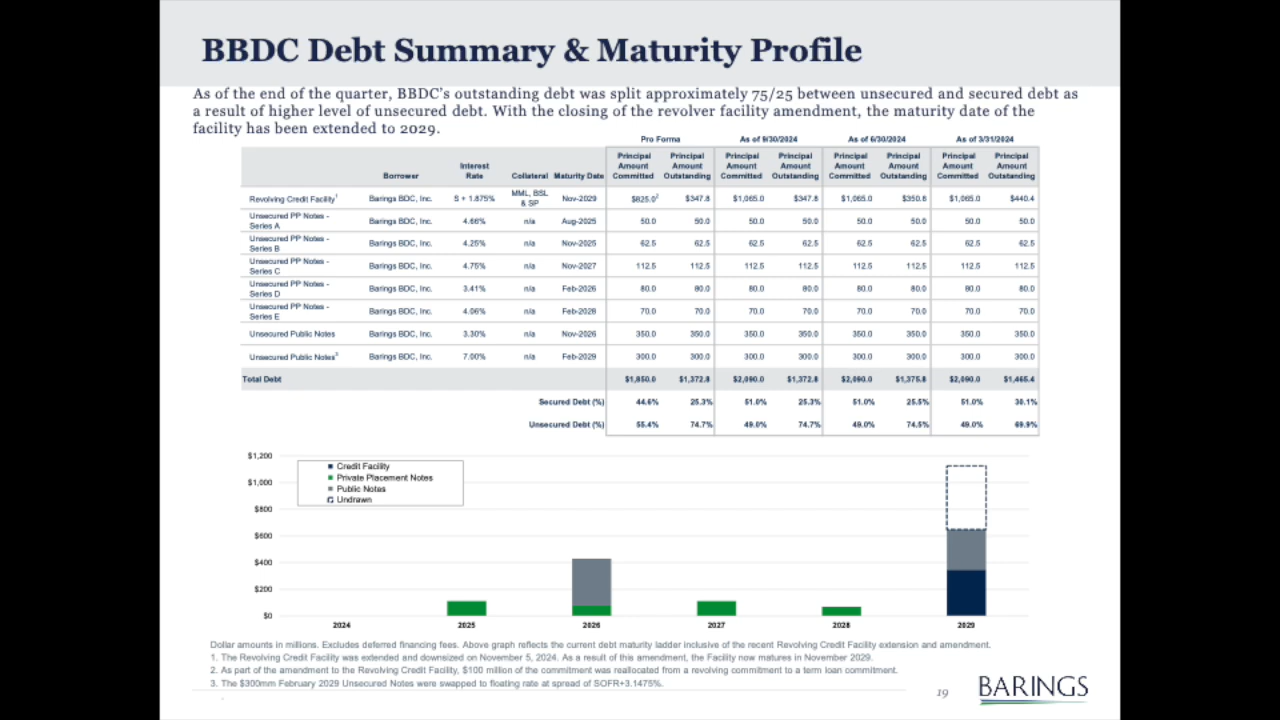 BBDC Debt Summary & Maturity Profile
As of the end of the quarter, BBDC's outstanding debt was split approximately 75/25 between unsecured and secured debt as
a result of higher level of unsecured debt. With the closing of the revolver facility amendment, the maturity date of the
facility has been extended to 2029.
Pro Forma As of 9/30/2024 As of 6/30/2024 As of 3/31/2024
Borrower Interest Rate Collateral Maturity Date Principal Amount Committed Principal Amount Outstanding Principal Amount Committed Principal Amount Outstanding Principal Amount Committed Principal Amount Outstanding Principal Amount Committed Principal Amount Outstanding
Revolving Credit Facility1 Barings BDC, Inc. S + 1.875% MML, BSL & SP Nov-2029 $825.02 $347.8 $1,065.0 $347.8 $1,065.0 $350.8 $1,065.0 $440.4
Unsecured PP Notes - Series A Barings BDC, Inc. 4.66% n/a Aug-2025 50.0 50.0 50.0 50.0 50.0 50.0 50.0 50.0
Unsecured PP Notes - Series B Barings BDC, Inc. 4.25% n/a Nov-2025 62.5 62.5 62.5 62.5 62.5 62.5 62.5 62.5
Unsecured PP Notes - Series C Barings BDC, Inc. 4.75% n/a Nov-2027 112.5 112.5 112.5 112.5 112.5 112.5 112.5 112.5
Unsecured PP Notes - Series D Barings BDC, Inc. 3.41% n/a Feb-2026 80.0 80.0 80.0 80.0 80.0 80.0 80.0 80.0
Unsecured PP Notes - Series E Barings BDC, Inc. 4.06% n/a Feb-2028 70.0 70.0 70.0 70.0 70.0 70.0 70.0 70.0
Unsecured Public Notes Barings BDC, Inc. 3.30% n/a Nov-2026 350.0 350.0 350.0 350.0 350.0 350.0 350.0 350.0
Unsecured Public Notes3 Barings BDC, Inc. 7.00% n/a Feb-2029 300.0 300.0 300.0 300.0 300.0 300.0 300.0 300.0
Total Debt $1,850.0 $1,372.8 $2,090.0 $1,372.8 $2,090.0 $1,375.8 $2,090.0 $1,465.4
Secured Debt (%) 44.6% 25.3% 51.0% 25.3% 51.0% 25.5% 51.0% 30.1%
Unsecured Debt (%) 55.4% 74.7% 49.0% 74.7% 49.0% 74.5% 49.0% 69.9%
$1,200
$1,000
$800
$600
$400
$200
$0
Credit Facility
Private Placement Notes
Public Notes
Undrawn
2024 2025 2026 2027 2028 2029
Dollar amounts in millions. Excludes deferred financing fees. Above graph reflects the current debt maturity ladder inclusive of the recent Revolving Credit Facility extension and amendment.
1. The Revolving Credit Facility was extended and downsized on November 5, 2024. As a result of this amendment, the Facility now matures in November 2029.
2. As part of the amendment to the Revolving Credit Facility, $100 million of the commitment was reallocated from a revolving commitment to a term loan commitment.
3. The $300mm February 2029 Unsecured Notes were swapped to floating rate at spread of SOFR+3.1475%.
19
BARINGS